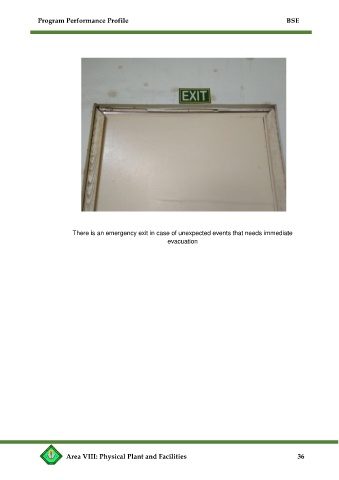 Program Performance Profile BSE
EXIT
There is an emergency exit in case of unexpected events that needs immediate
evacuation
Area VIII: Physical Plant and Facilities 36